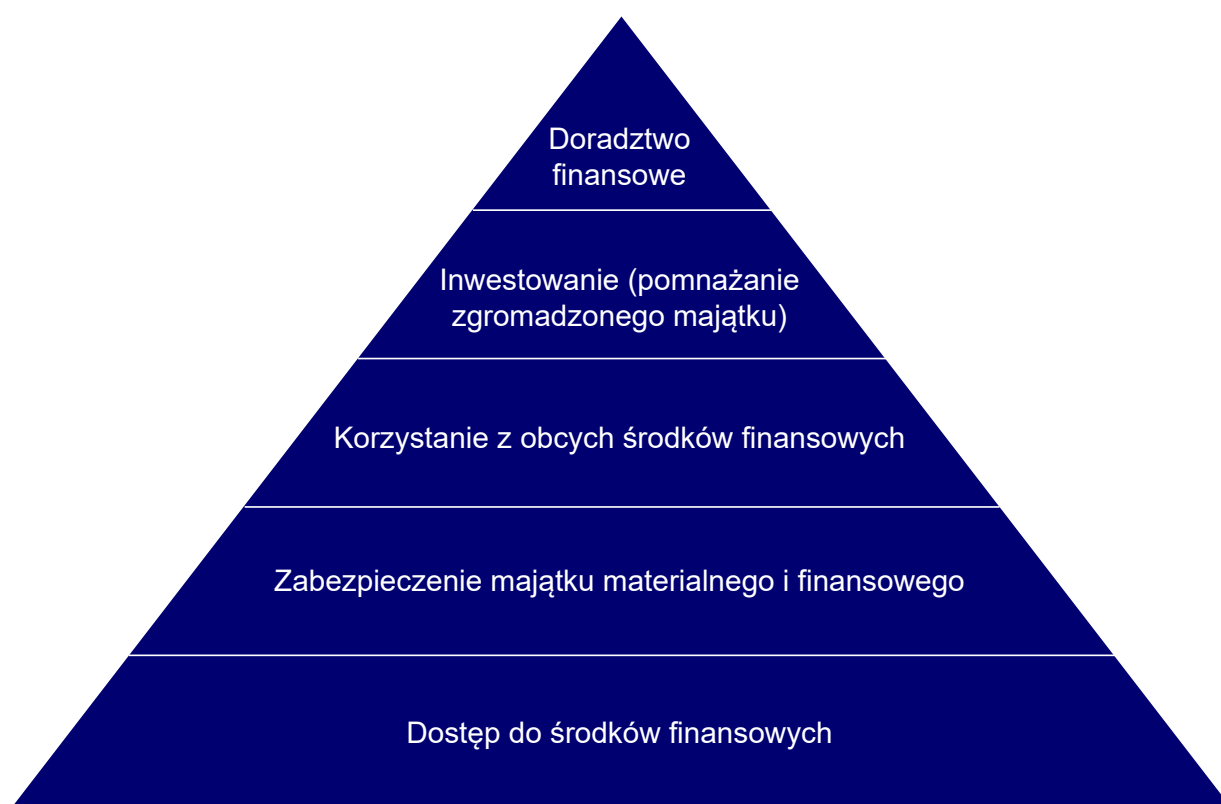 Doradztwo
finansowe
Inwestowanie (pomnażanie
zgromadzonego majątku)
Korzystanie z obcych środków finansowych
Zabezpieczenie majątku materialnego i finansowego
Dostęp do środków finansowych